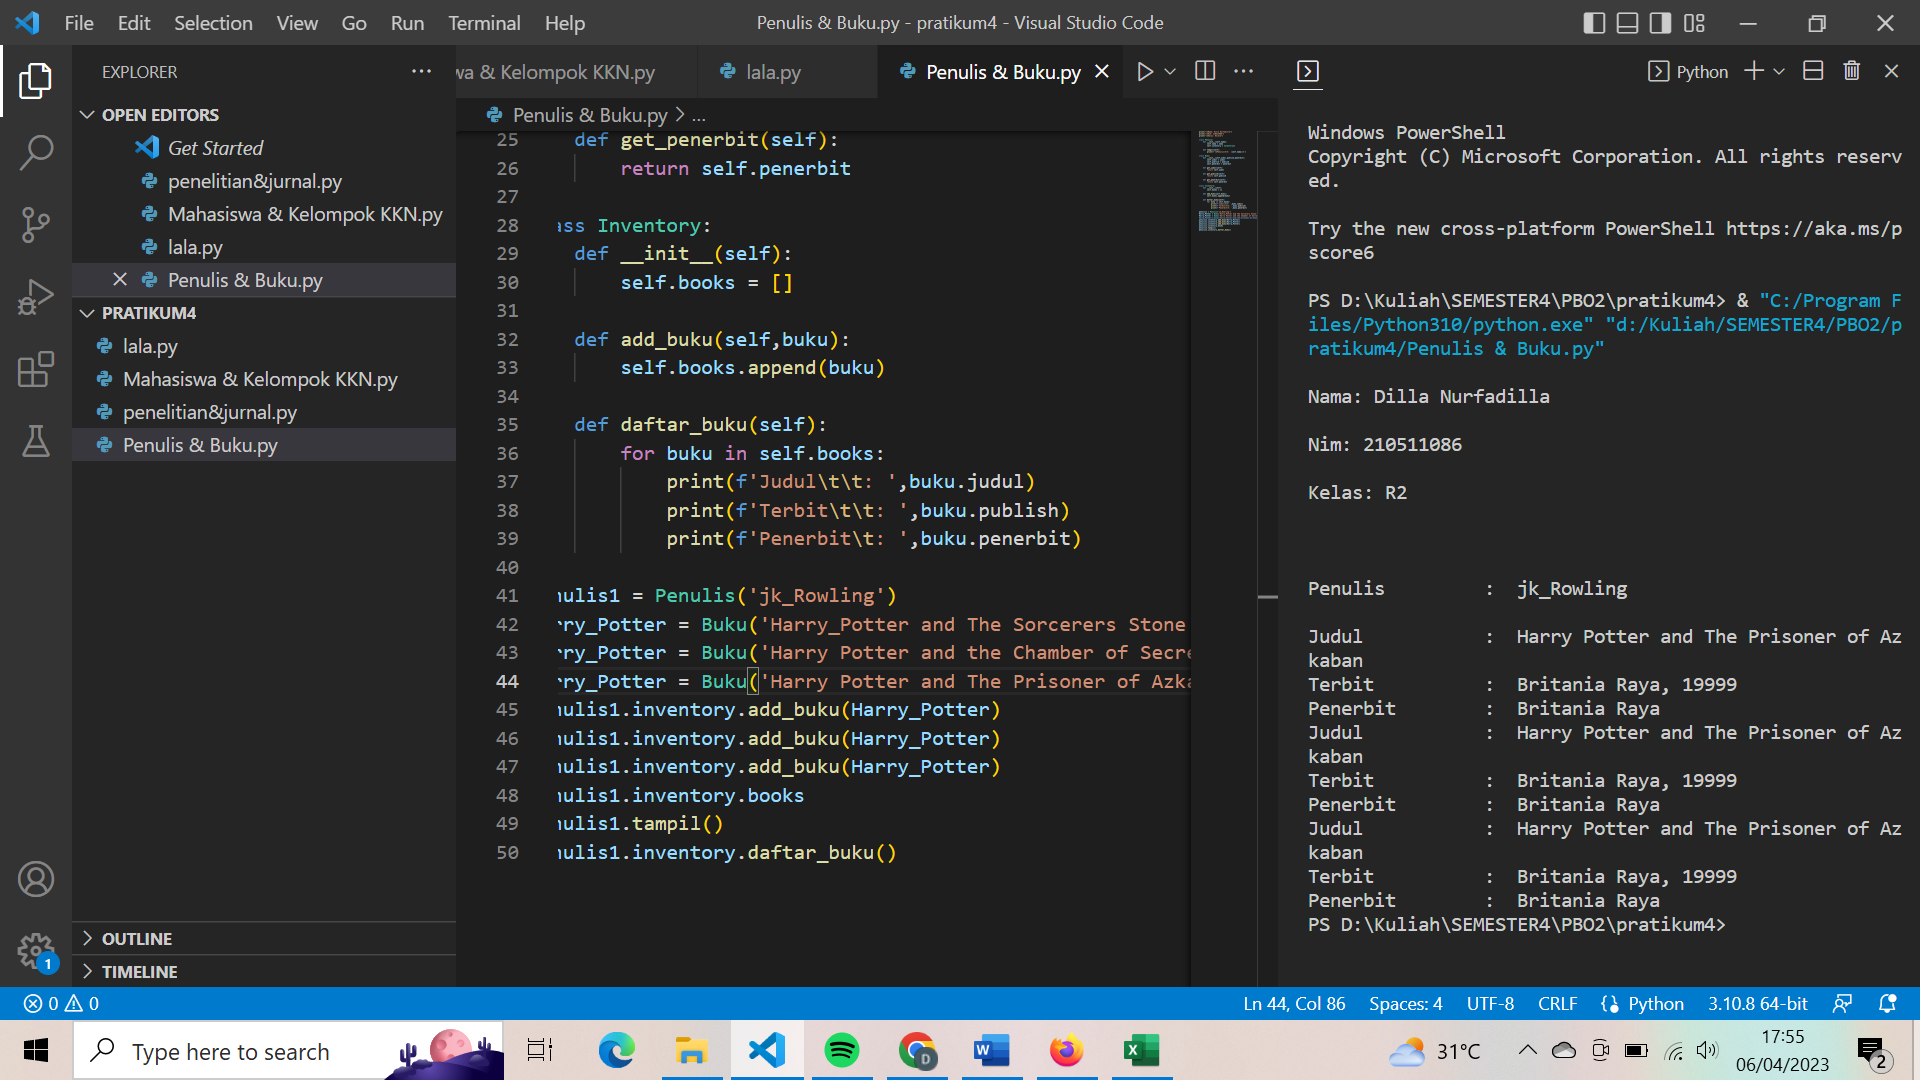 File Edit Selection View Go Run Terminal Help
Penulis & Buku.py - pratikum4 - Visual Studio Code
EXPLORER
OPEN EDITORS
Get Started
penelitian&jurnal.py
Mahasiswa & Kelompok KKN.py
lala.py
Penulis & Buku.py
PRATIKUM4
lala.py
Mahasiswa & Kelompok KKN.py
penelitian&jurnal.py
Penulis & Buku.py
OUTLINE
TIMELINE
1
wa & Kelompok KKN.py
lala.py
Penulis & Buku.py
Penulis & Buku.py > ...
25 def get_penerbit(self):
26 return self.penerbit
27
28 ass Inventory:
29 def __init__(self):
30 self.books = []
31
32 def add_buku(self,buku):
33 self.books.append(buku)
34
35 def daftar_buku(self):
36 for buku in self.books:
37 print(f'Judul\t\t: ',buku.judul)
38 print(f'Terbit\t\t: ',buku.publish)
39 print(f'Penerbit\t: ',buku.penerbit)
40
41 nulis1 = Penulis('jk_Rowling')
42 rry_Potter = Buku('Harry_Potter and The Sorcerers Stone
43 rry_Potter = Buku('Harry Potter and the Chamber of Secre
44 rry_Potter = Buku('Harry Potter and The Prisoner of Azka
45 nulis1.inventory.add_buku(Harry_Potter)
46 nulis1.inventory.add_buku(Harry_Potter)
47 nulis1.inventory.add_buku(Harry_Potter)
48 nulis1.inventory.books
49 nulis1.tampil()
50 nulis1.inventory.daftar_buku()
Python
Windows PowerShell
Copyright (C) Microsoft Corporation. All rights reserv
ed.
Try the new cross-platform PowerShell https://aka.ms/p
score6
PS D:\Kuliah\SEMESTER4\PBO2\pratikum4> & "C:/Program F
iles/Python310/python.exe" "d:/Kuliah/SEMESTER4/PBO2/p
ratikum4/Penulis & Buku.py"
Nama: Dilla Nurfadilla
Nim: 210511086
Kelas: R2
Penulis : jk_Rowling
Judul : Harry Potter and The Prisoner of Az
kaban
Terbit : Britania Raya, 19999
Penerbit : Britania Raya
Judul : Harry Potter and The Prisoner of Az
kaban
Terbit : Britania Raya, 19999
Penerbit : Britania Raya
Judul : Harry Potter and The Prisoner of Az
kaban
Terbit : Britania Raya, 19999
Penerbit : Britania Raya
PS D:\Kuliah\SEMESTER4\PBO2\pratikum4>
0 0
Ln 44, Col 86 Spaces: 4 UTF-8 CRLF Python 3.10.8 64-bit
Type here to search
D
31°C
17:55
06/04/2023
2